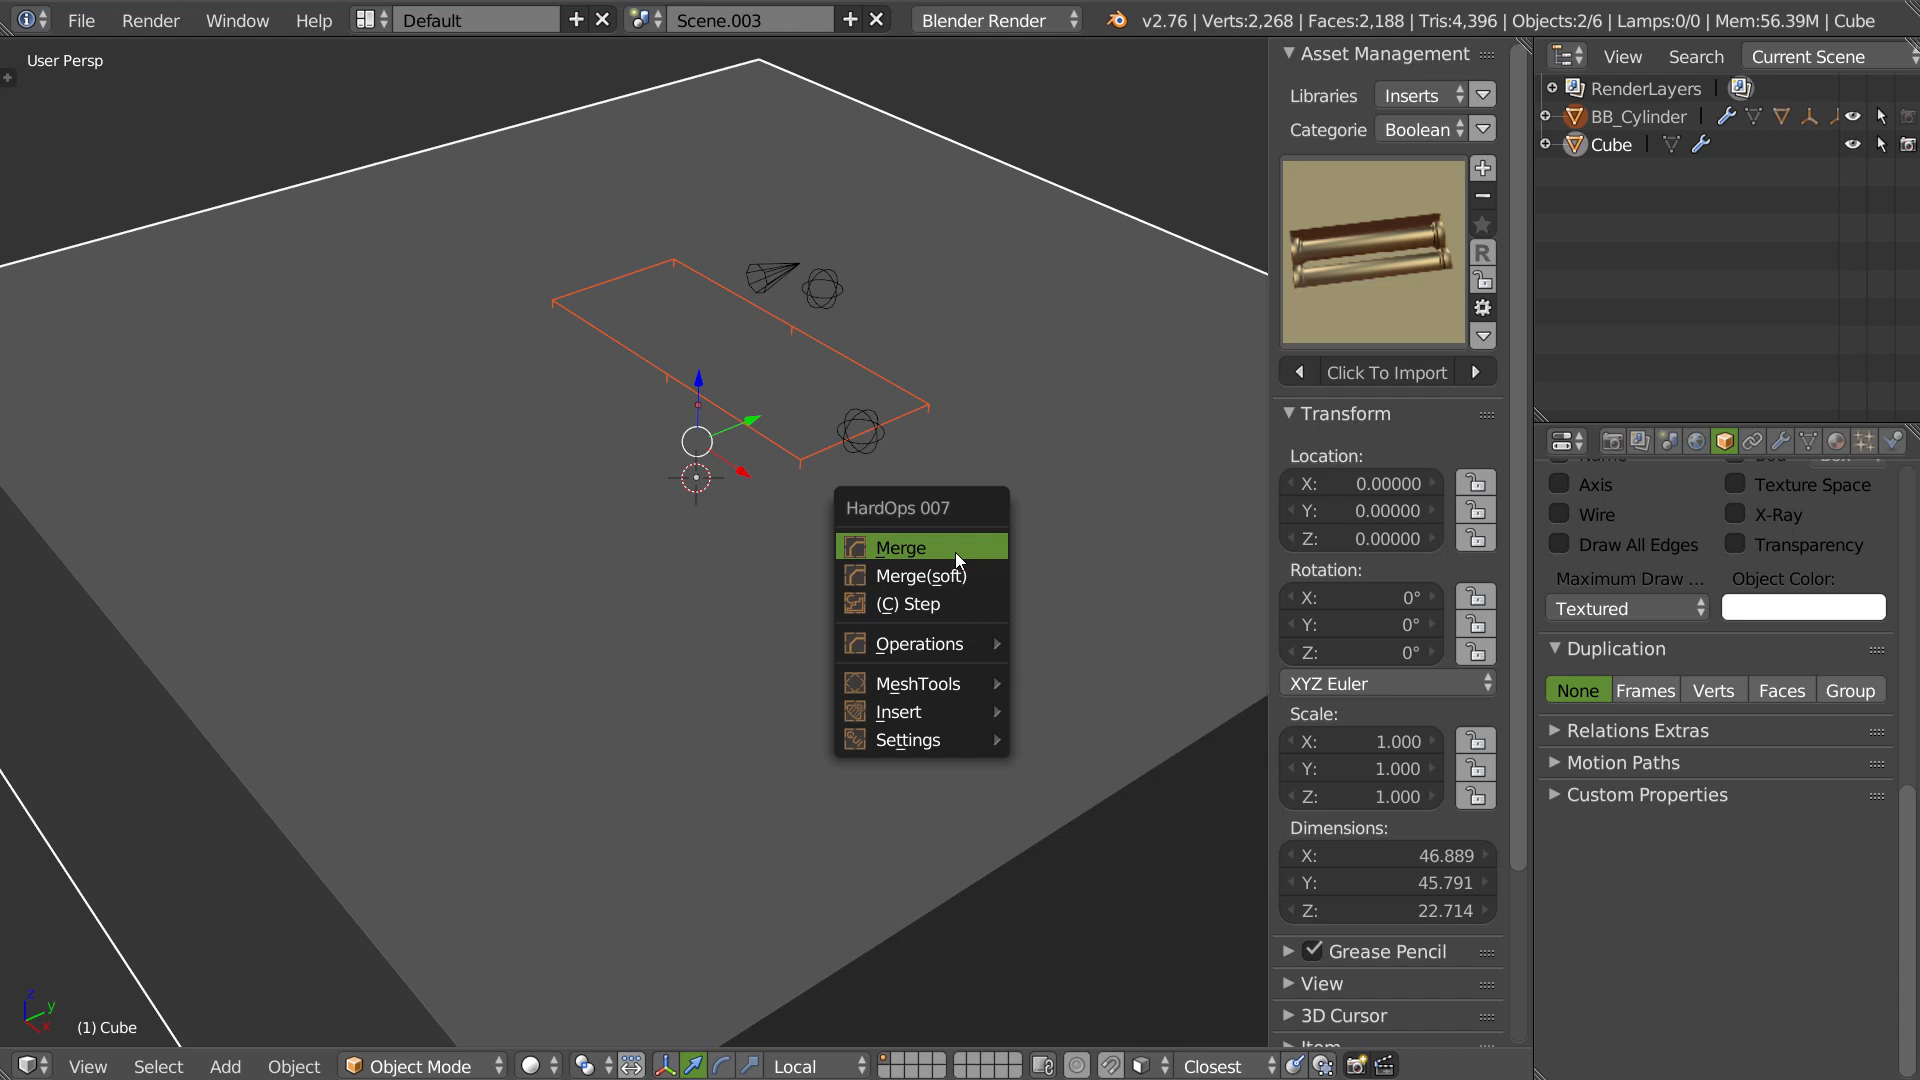 File Render Window Help Default Scene.003 Blender Render v2.76 | Verts:2,268 | Faces:2,188 | Tris:4,396 | Objects:2/6 | Lamps:0/0 | Mem:56.39M | Cube
User Persp
Asset Management
Libraries Inserts
Categorie Boolean
R
Click To Import
Transform
Location:
X: 0.00000
Y: 0.00000
Z: 0.00000
Rotation:
X: 0°
Y: 0°
Z: 0°
XYZ Euler
Scale:
X: 1.000
Y: 1.000
Z: 1.000
Dimensions:
X: 46.889
Y: 45.791
Z: 22.714
Grease Pencil
View
3D Cursor
Item
HardOps 007
Merge
Merge(soft)
(C) Step
Operations
MeshTools
Insert
Settings
View Search Current Scene
RenderLayers
BB_Cylinder
Cube
Axis Texture Space
Wire X-Ray
Draw All Edges Transparency
Maximum Draw ... Object Color:
Textured
Duplication
None Frames Verts Faces Group
Relations Extras
Motion Paths
Custom Properties
z
y
x
(1) Cube
View Select Add Object Object Mode Local Closest